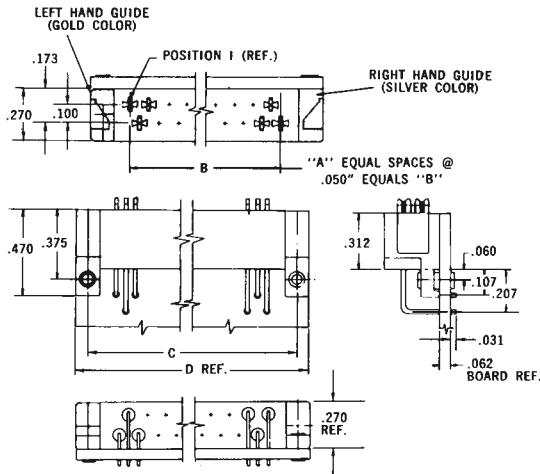 LEFT HAND GUIDE
(GOLD COLOR)
POSITION 1 (REF.)
.173
RIGHT HAND GUIDE
(SILVER COLOR)
.270
.100
B
"A" EQUAL SPACES @
.050" EQUALS "B"
.470
.375
.312
.060
.107
.207
.031
.062
BOARD REF.
C
D REF.
.270
REF.